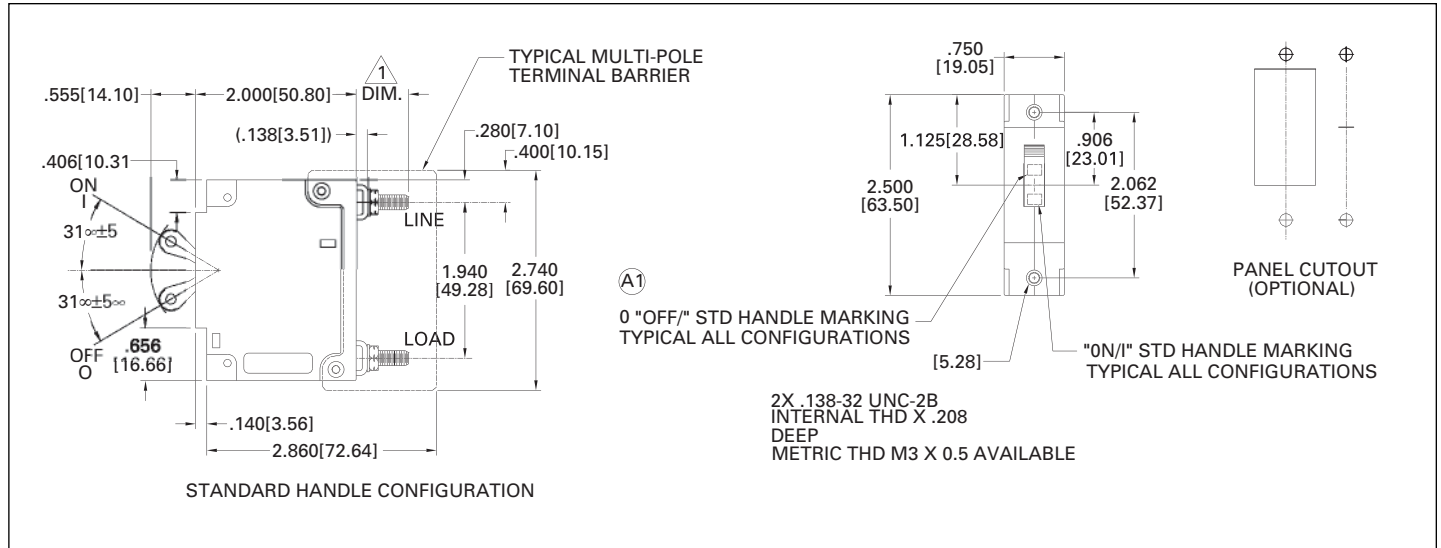 TYPICAL MULTI-POLE
TERMINAL BARRIER
1
DIM.
.555[14.10]
2.000[50.80]
(.138[3.51])
.280[7.10]
.400[10.15]
.406[10.31
ON
I
31∞±5
31∞±5∞
OFF
O
.656
[16.66]
LINE
1.940
[49.28]
2.740
[69.60]
LOAD
.140[3.56]
2.860[72.64]
STANDARD HANDLE CONFIGURATION
.750
[19.05]
1.125[28.58]
.906
[23.01]
2.500
[63.50]
2.062
[52.37]
A1
0 "OFF/" STD HANDLE MARKING
TYPICAL ALL CONFIGURATIONS
[5.28]
"0N/I" STD HANDLE MARKING
TYPICAL ALL CONFIGURATIONS
2X .138-32 UNC-2B
INTERNAL THD X .208
DEEP
METRIC THD M3 X 0.5 AVAILABLE
PANEL CUTOUT
(OPTIONAL)